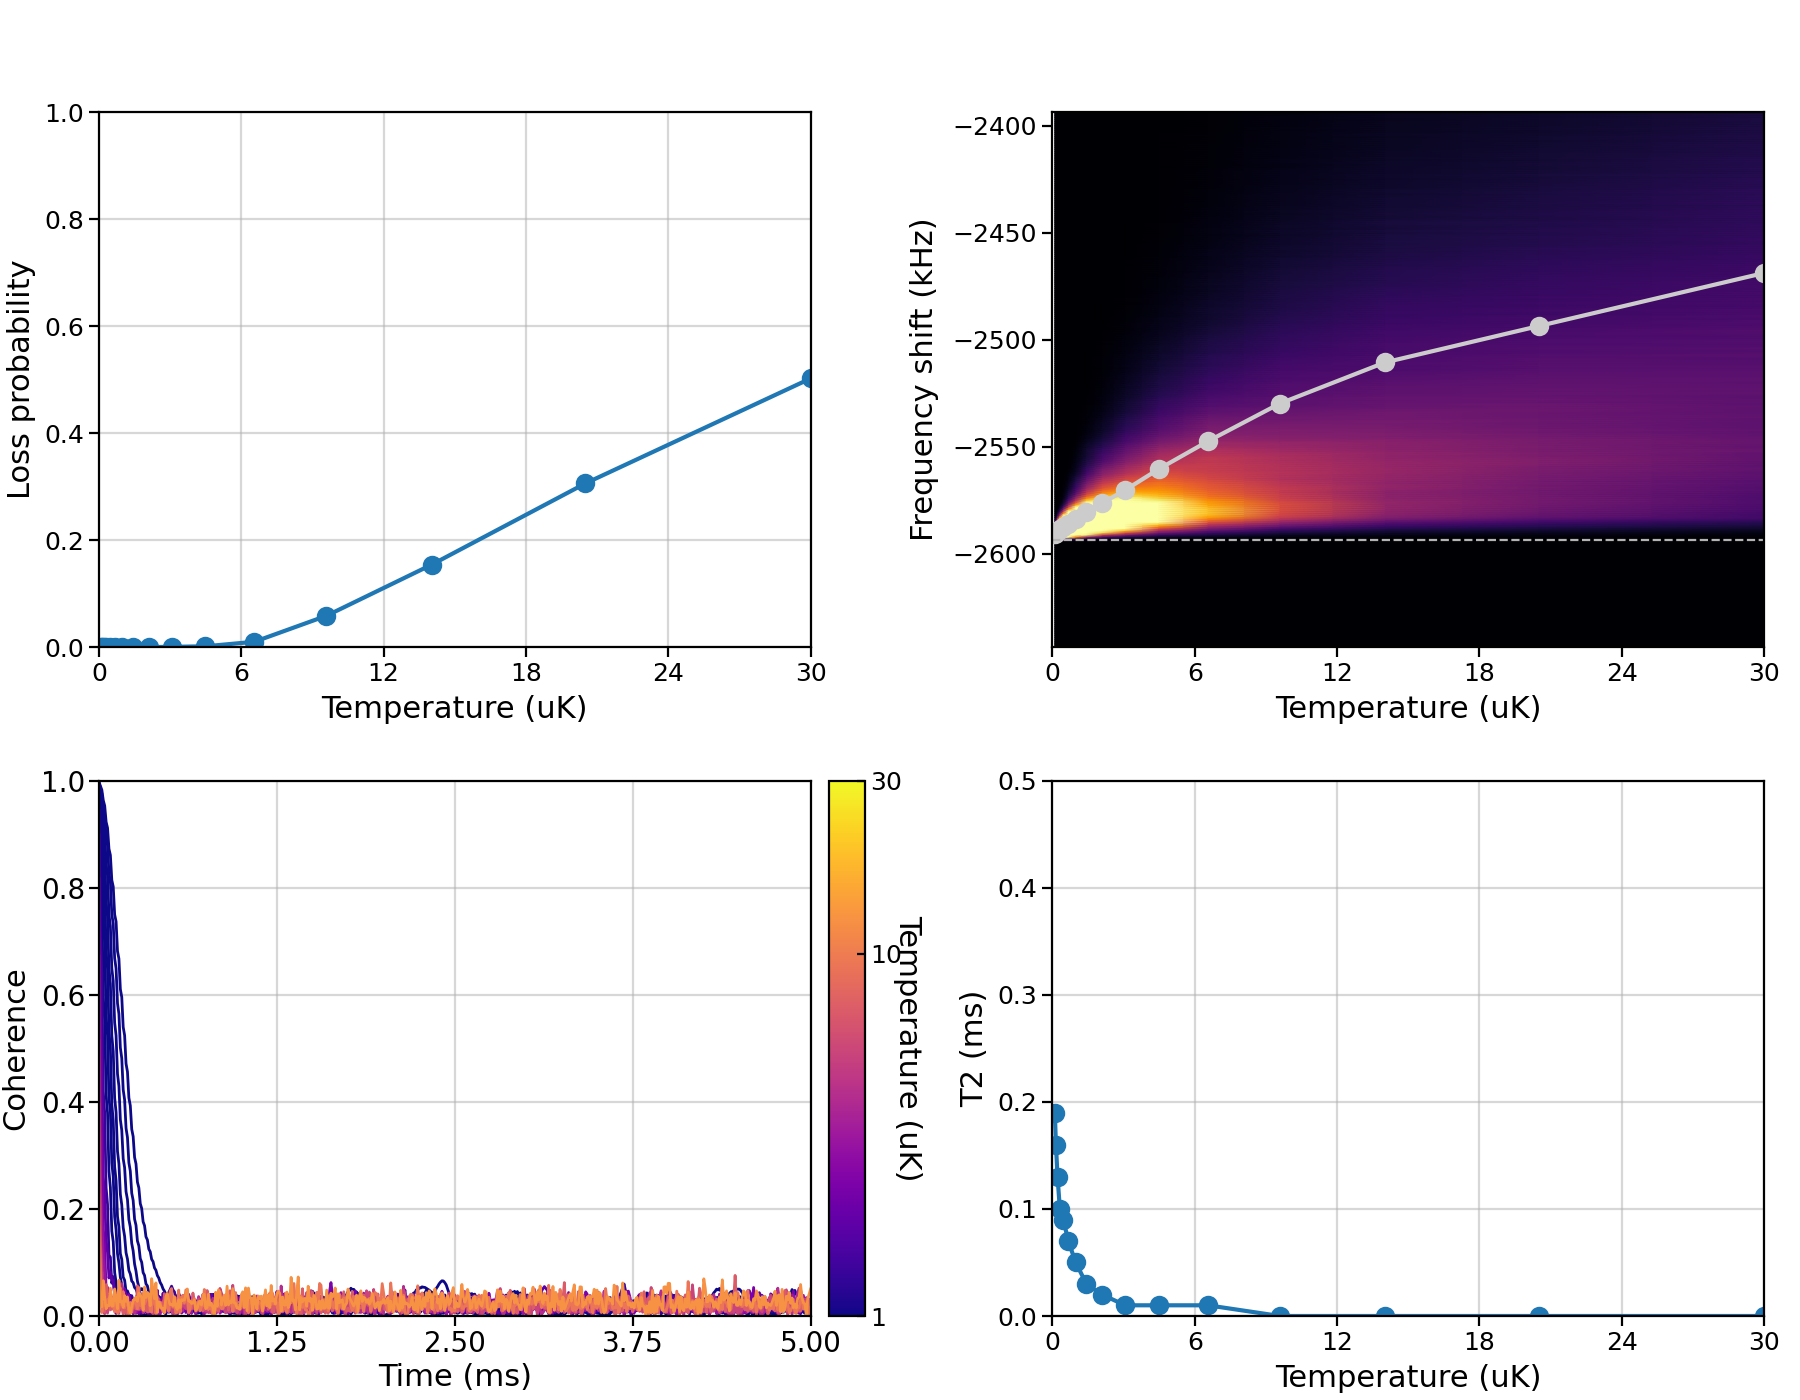 1.0
0.8
0.6
0.4
0.2
0.0
Loss probability
0 6 12 18 24 30
Temperature (uK)
−2400
−2450
−2500
−2550
−2600
Frequency shift (kHz)
0 6 12 18 24 30
Temperature (uK)
1.0
0.8
0.6
0.4
0.2
0.0
Coherence
0.00 1.25 2.50 3.75 5.00
Time (ms)
30
10
1
Temperature (uK)
0.5
0.4
0.3
0.2
0.1
0.0
T2 (ms)
0 6 12 18 24 30
Temperature (uK)